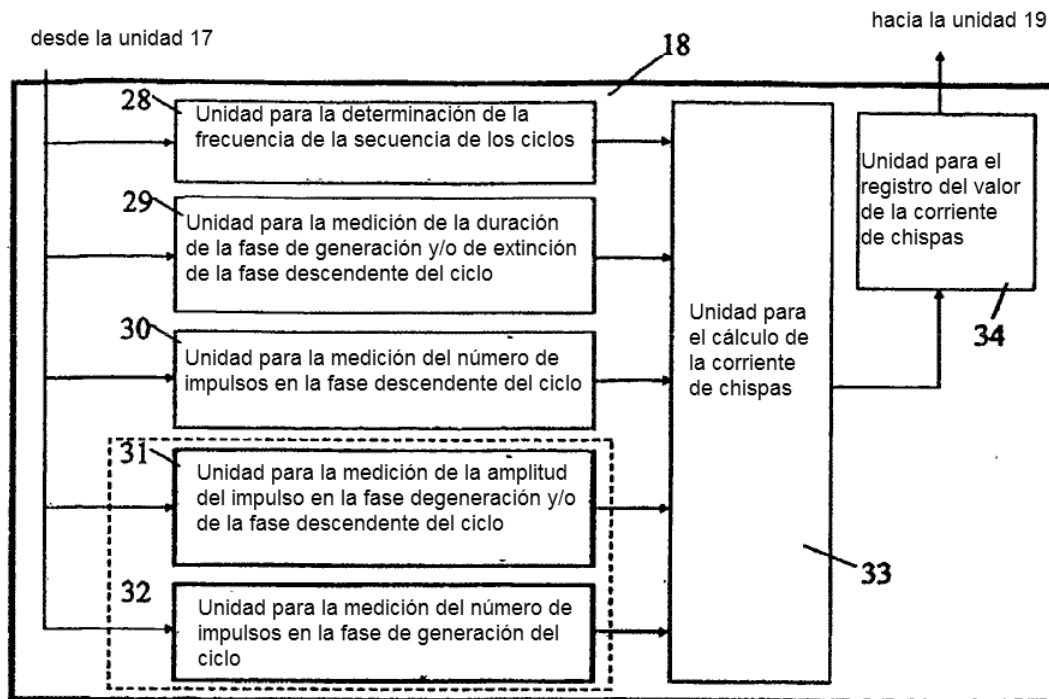 desde la unidad 17
hacia la unidad 19
18
28
Unidad para la determinación de la
frecuencia de la secuencia de los ciclos
29
Unidad para la medición de la duración
de la fase de generación y/o de extinción
de la fase descendente del ciclo
30
Unidad para la medición del número de
impulsos en la fase descendente del ciclo
31
Unidad para la medición de la amplitud
del impulso en la fase degeneración y/o
de la fase descendente del ciclo
32
Unidad para la medición del número de
impulsos en la fase de generación del
ciclo
Unidad para
el cálculo de
la corriente
de chispas
33
Unidad para el
registro del valor
de la corriente
de chispas
34